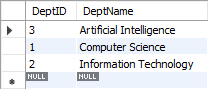 DeptID DeptName
3 Artificial Intelligence
1 Computer Science
2 Information Technology
NULL NULL